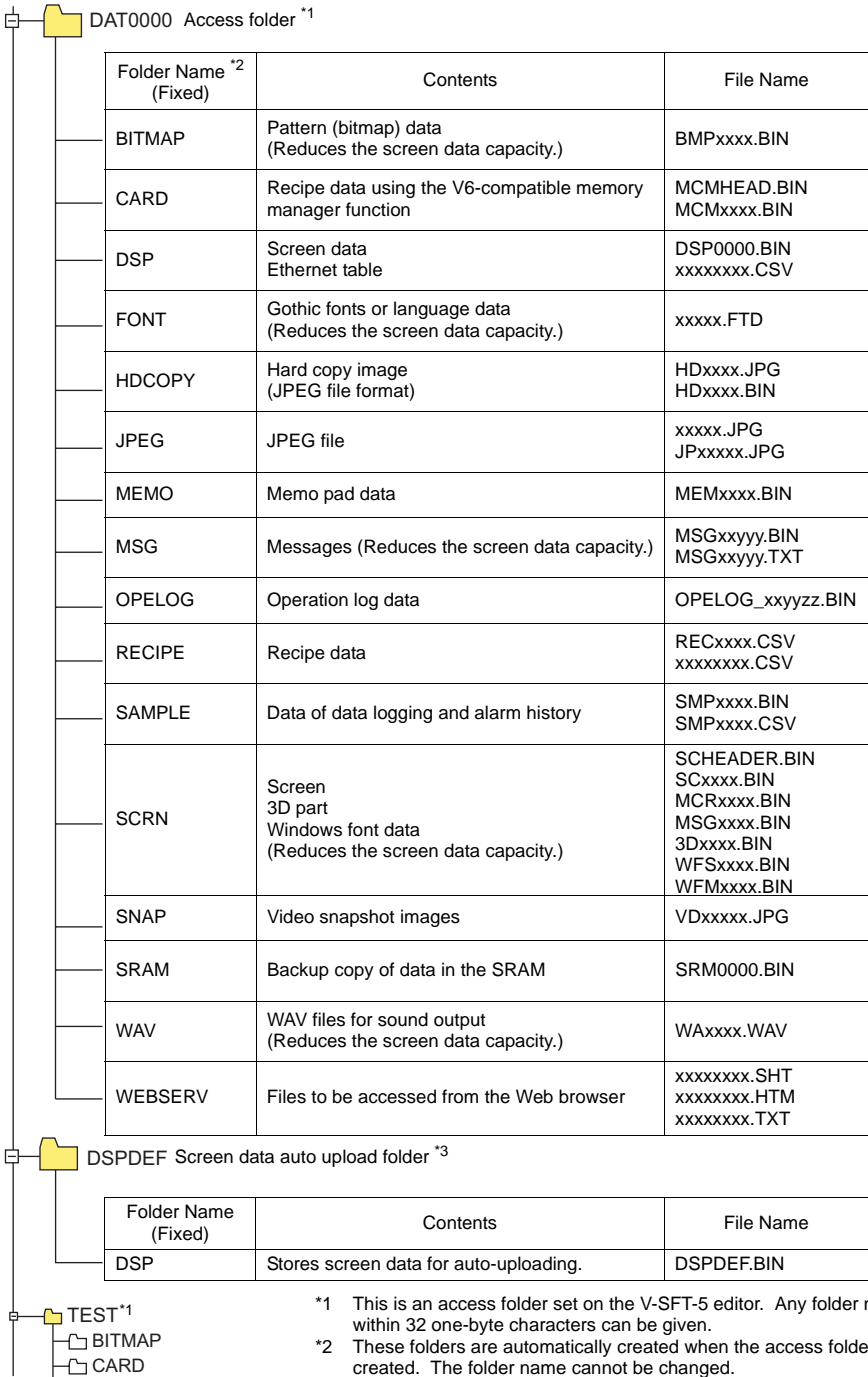 DAT0000 Access folder *1
Folder Name *2 Contents File Name
(Fixed)
BITMAP Pattern (bitmap) data BMPxxxx.BIN
(Reduces the screen data capacity.)
CARD Recipe data using the V6-compatible memory MCMHEAD.BIN
manager function MCMxxxx.BIN
DSP Screen data DSP0000.BIN
Ethernet table xxxxxxxx.CSV
FONT Gothic fonts or language data xxxxx.FTD
(Reduces the screen data capacity.)
HDCOPY Hard copy image HDxxxx.JPG
(JPEG file format) HDxxxx.BIN
JPEG JPEG file xxxxx.JPG
JPxxxxx.JPG
MEMO Memo pad data MEMxxxx.BIN
MSG Messages (Reduces the screen data capacity.) MSGxxyyy.BIN
MSGxxyyy.TXT
OPELOG Operation log data OPELOG_xxyyzz.BIN
RECIPE Recipe data RECxxxx.CSV
xxxxxxxx.CSV
SAMPLE Data of data logging and alarm history SMPxxxx.BIN
SMPxxxx.CSV
SCRN Screen SCHEADER.BIN
3D part SCxxxx.BIN
Windows font data MCRxxxx.BIN
(Reduces the screen data capacity.) MSGxxxx.BIN
3Dxxxx.BIN
WFSxxxx.BIN
WFMxxxx.BIN
SNAP Video snapshot images VDxxxxx.JPG
SRAM Backup copy of data in the SRAM SRM0000.BIN
WAV WAV files for sound output WAxxxx.WAV
(Reduces the screen data capacity.)
WEBSERV Files to be accessed from the Web browser xxxxxxxx.SHT
xxxxxxxx.HTM
xxxxxxxx.TXT
DSPDEF Screen data auto upload folder *3
Folder Name Contents File Name
(Fixed)
DSP Stores screen data for auto-uploading. DSPDEF.BIN
TEST*1
BITMAP
CARD
*1 This is an access folder set on the V-SFT-5 editor. Any folder
within 32 one-byte characters can be given.
*2 These folders are automatically created when the access
created. The folder name cannot be changed.